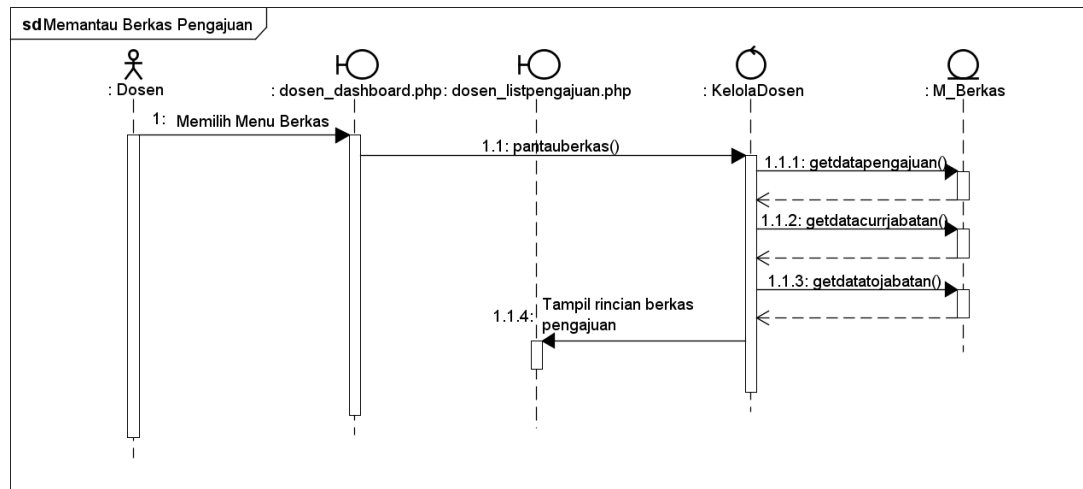 sd Memantau Berkas Pengajuan
: Dosen
: dosen_dashboard.php
: dosen_listpengajuan.php
: KelolaDosen
: M_Berkas
1: Memilih Menu Berkas
1.1: pantauberkas()
1.1.1: getdatapengajuan()
1.1.2: getdatacurrjabatan()
1.1.3: getdatatojabatan()
1.1.4: Tampil rincian berkas
pengajuan